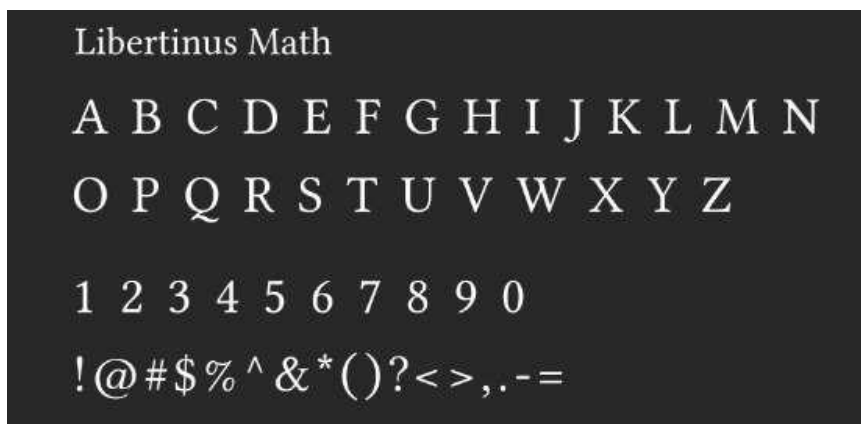 Libertinus Math
A B C D E F G H I J K L M N
O P Q R S T U V W X Y Z
1 2 3 4 5 6 7 8 9 0
!@#$%^&*()?<>,.-=